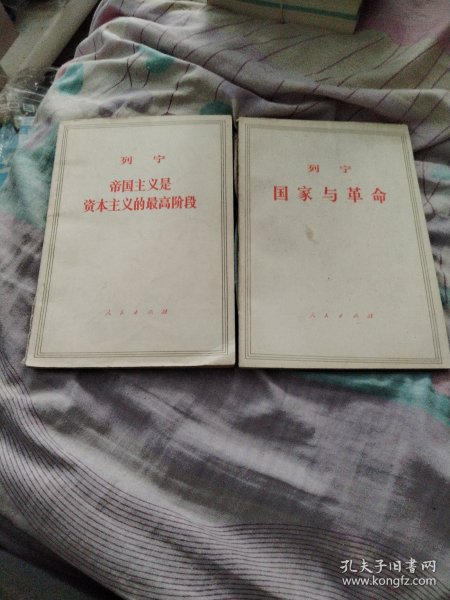 列宁
帝国主义是
资本主义的最高阶段
人民出版社
列宁
国家与革命
人民出版社
孔夫子旧书网
www.kongfz.com